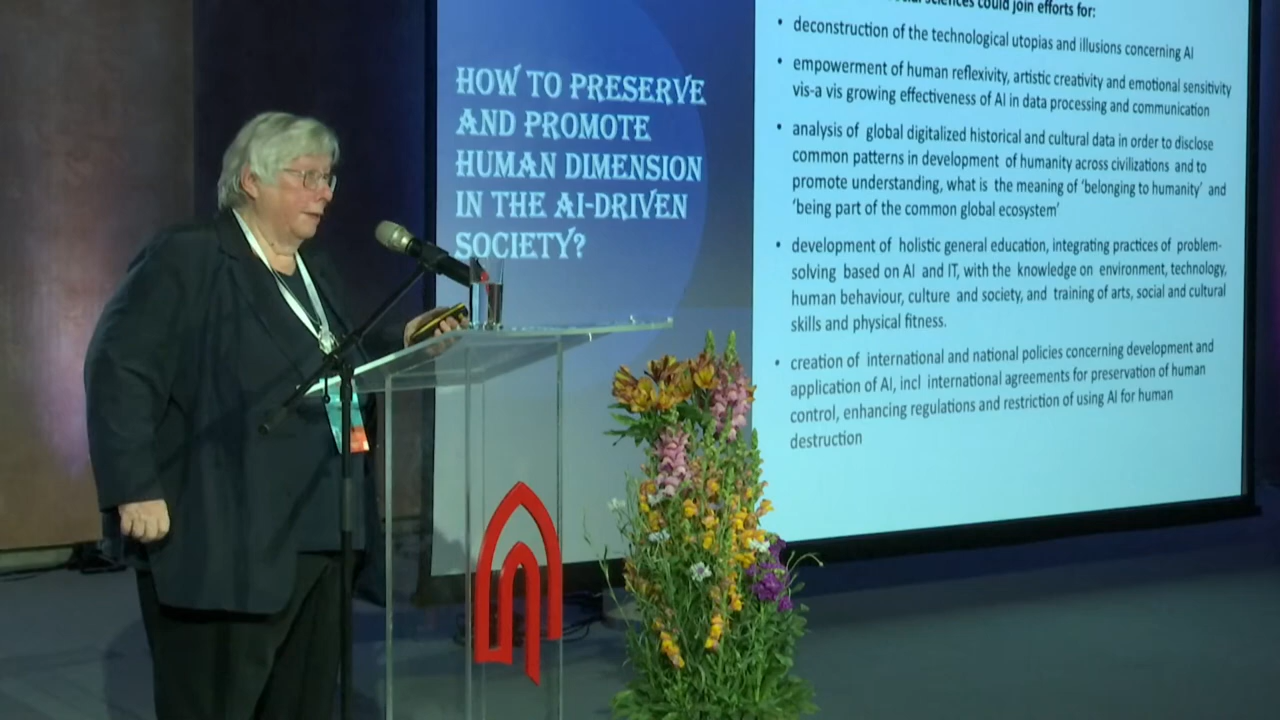 HOW TO PRESERVE
AND PROMOTE
HUMAN DIMENSION
IN THE AI-DRIVEN
SOCIETY?
sciences could join efforts for:
• deconstruction of the technological utopias and illusions concerning AI
• empowerment of human reflexivity, artistic creativity and emotional sensitivity
vis-a vis growing effectiveness of AI in data processing and communication
• analysis of global digitalized historical and cultural data in order to disclose
common patterns in development of humanity across civilizations and to
promote understanding, what is the meaning of 'belonging to humanity' and
'being part of the common global ecosystem'
• development of holistic general education, integrating practices of problem-
solving based on AI and IT, with the knowledge on environment, technology,
human behaviour, culture and society, and training of arts, social and cultural
skills and physical fitness.
• creation of international and national policies concerning development and
application of AI, incl international agreements for preservation of human
control, enhancing regulations and restriction of using AI for human
destruction